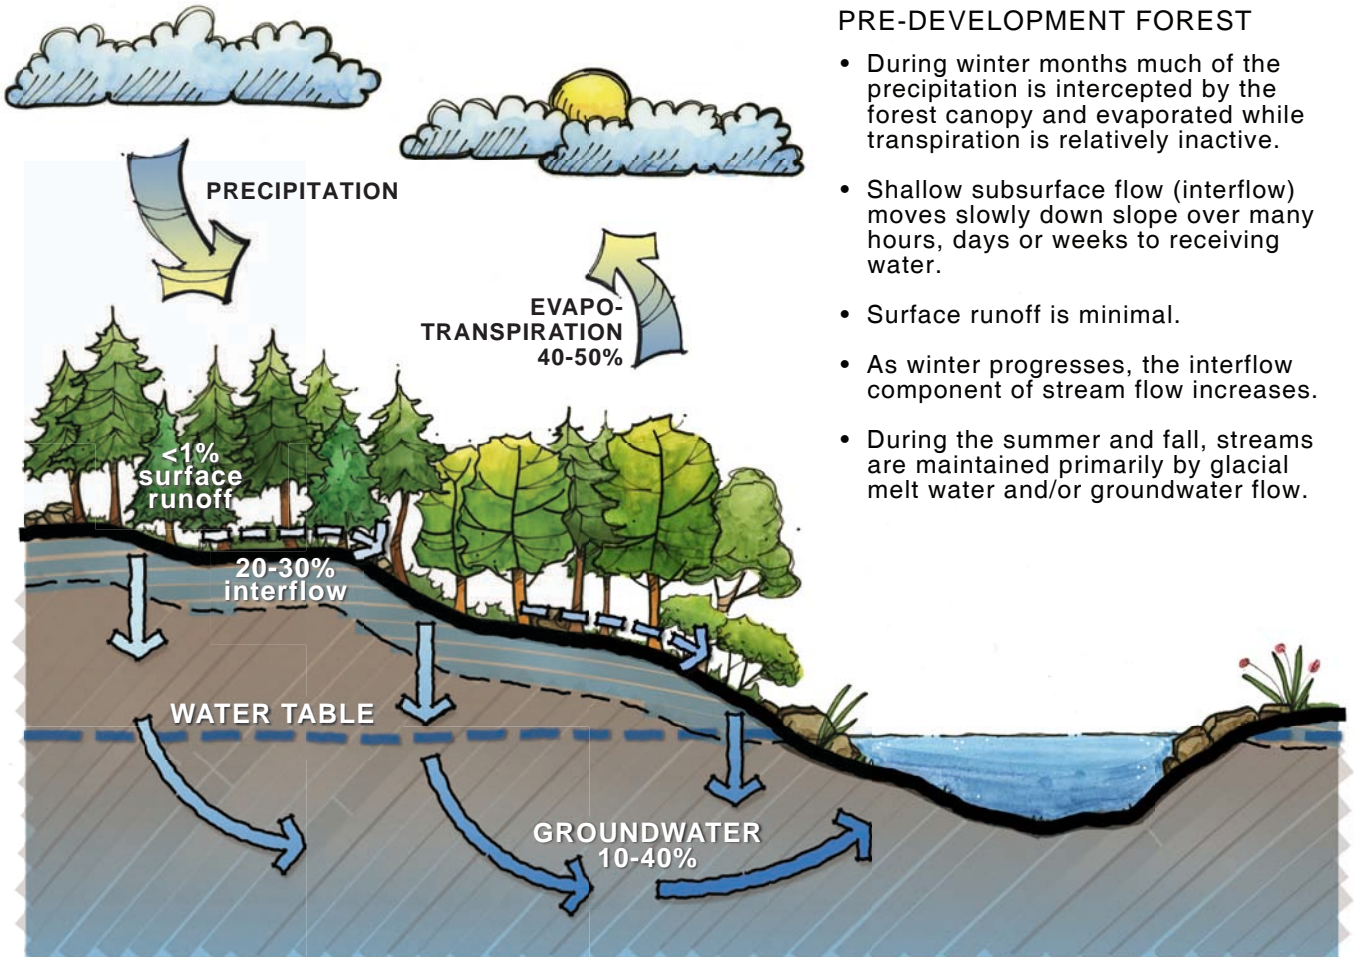 PRE-DEVELOPMENT FOREST
• During winter months much of the
precipitation is intercepted by the
forest canopy and evaporated while
transpiration is relatively inactive.
• Shallow subsurface flow (interflow)
moves slowly down slope over many
hours, days or weeks to receiving
water.
• Surface runoff is minimal.
• As winter progresses, the interflow
component of stream flow increases.
• During the summer and fall, streams
are maintained primarily by glacial
melt water and/or groundwater flow.
PRECIPITATION
EVAPO-
TRANSPIRATION
40-50%
<1%
surface
runoff
20-30%
interflow
WATER TABLE
GROUNDWATER
10-40%